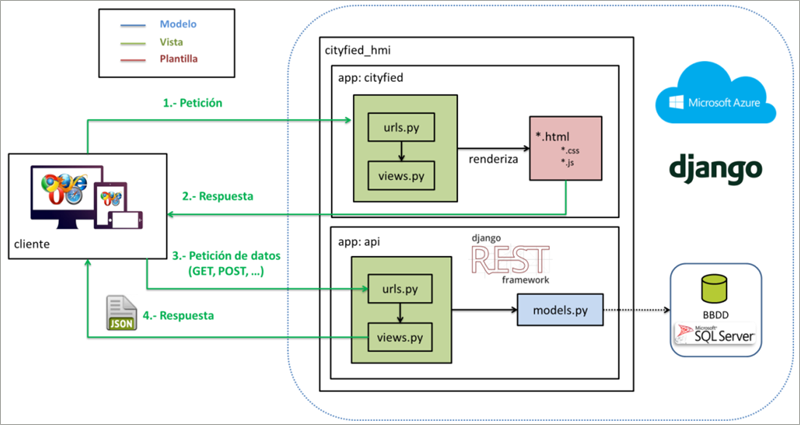 Modelo
Vista
Plantilla
cityfied_hmi
app: cityfied
1.- Petición
urls.py
views.py
renderiza
*.html
*.css
*.js
Microsoft Azure
django
2.- Respuesta
cliente
3.- Petición de datos
(GET, POST, ...)
app: api
django
REST
framework
urls.py
views.py
models.py
JSON
4.- Respuesta
BBDD
Microsoft
SQL Server